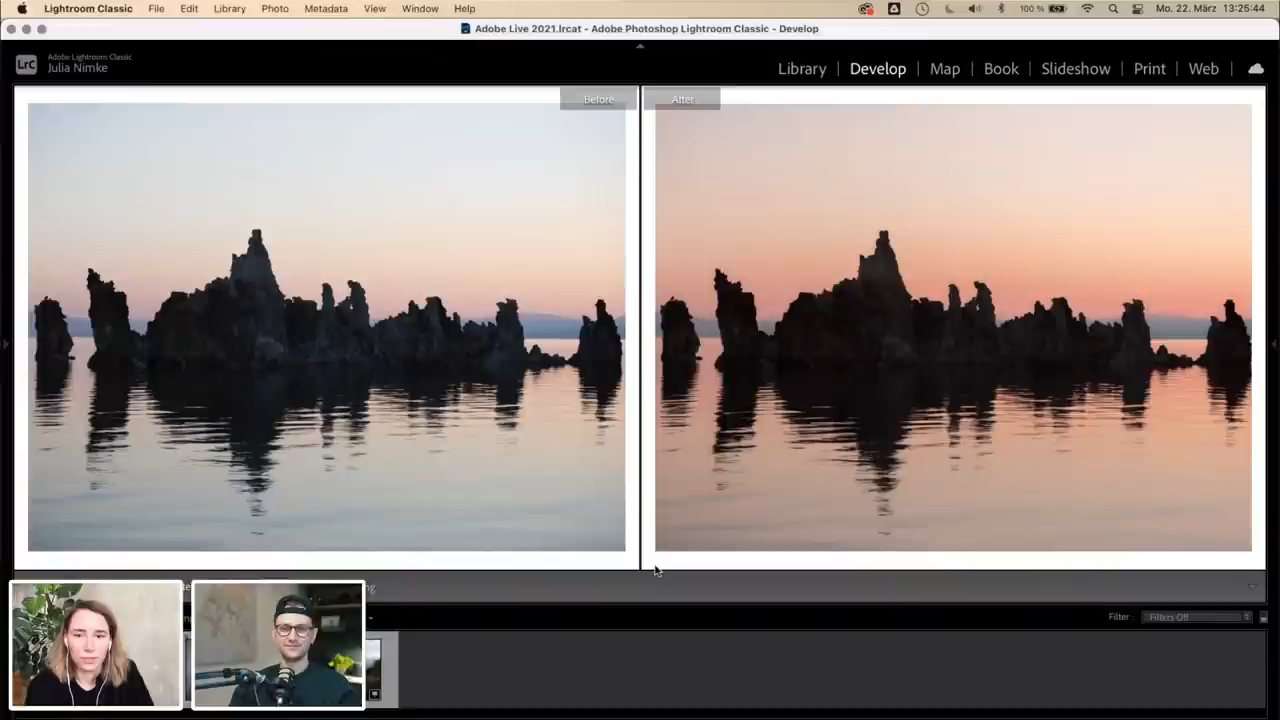 Lightroom Classic File Edit Library Photo Metadata View Window Help 100 % Mo. 22. März 13:25:44
Adobe Live 2021.lrcat - Adobe Photoshop Lightroom Classic - Develop
LrC
Adobe Lightroom Classic
Julia Nimke
Library | Develop | Map | Book | Slideshow | Print | Web
Before
After
Filter : Filters Off